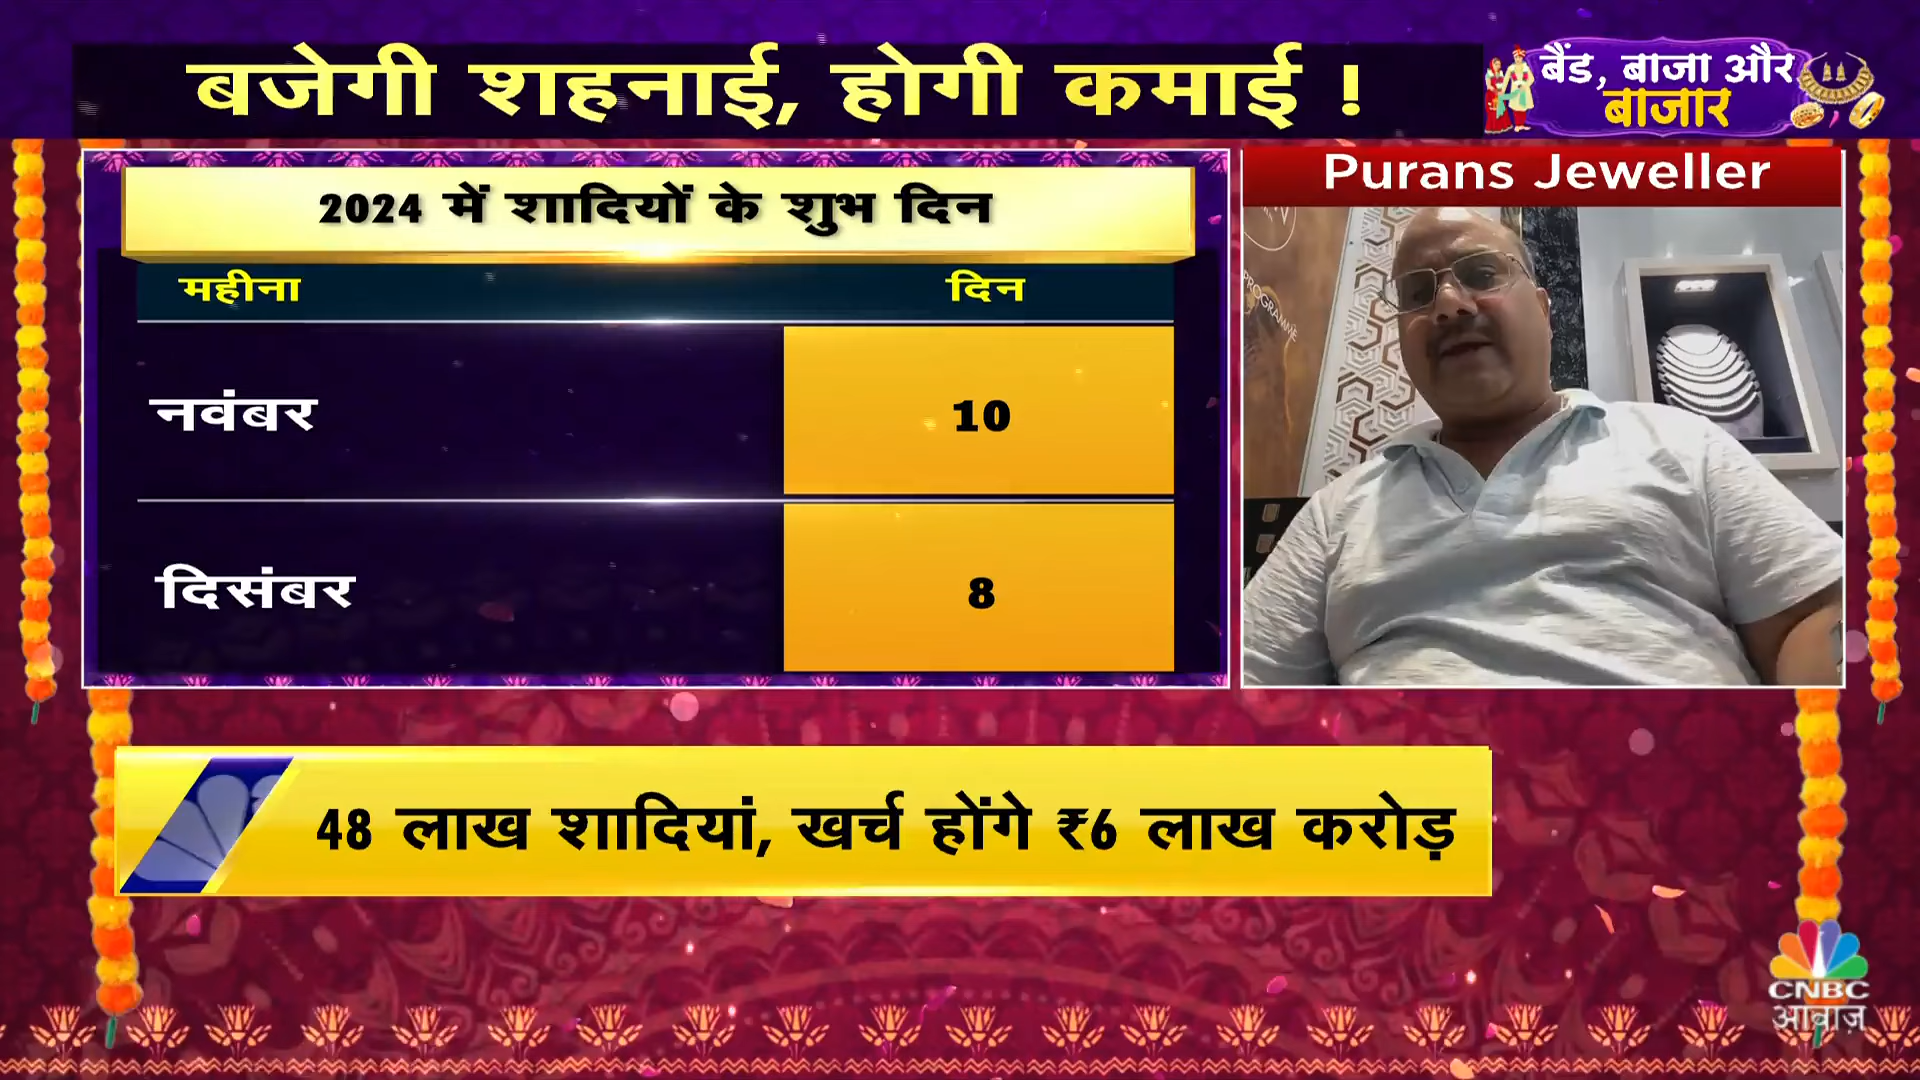 बजेगी शहनाई, होगी कमाई !
बैंड, बाजा और
बाजार
2024 में शादियों के शुभ दिन
महीना दिन
नवंबर 10
दिसंबर 8
Purans Jeweller
PROGRAMME
48 लाख शादियां, खर्च होंगे ₹6 लाख करोड़
CNBC
आवाज़